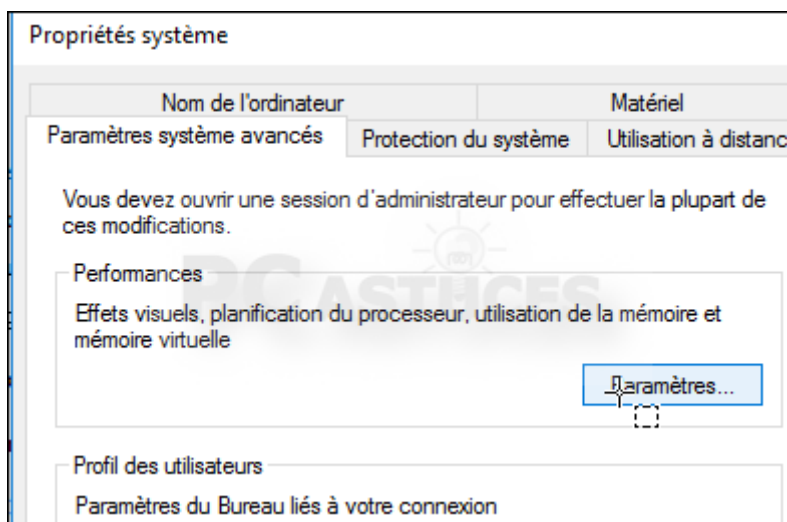 Propriétés système
Nom de l'ordinateur Matériel
Paramètres système avancés Protection du système Utilisation à distanc
Vous devez ouvrir une session d'administrateur pour effectuer la plupart de
ces modifications.
Performances
PC ASTUCES
Effets visuels, planification du processeur, utilisation de la mémoire et
mémoire virtuelle
Paramètres...
Profil des utilisateurs
Paramètres du Bureau liés à votre connexion